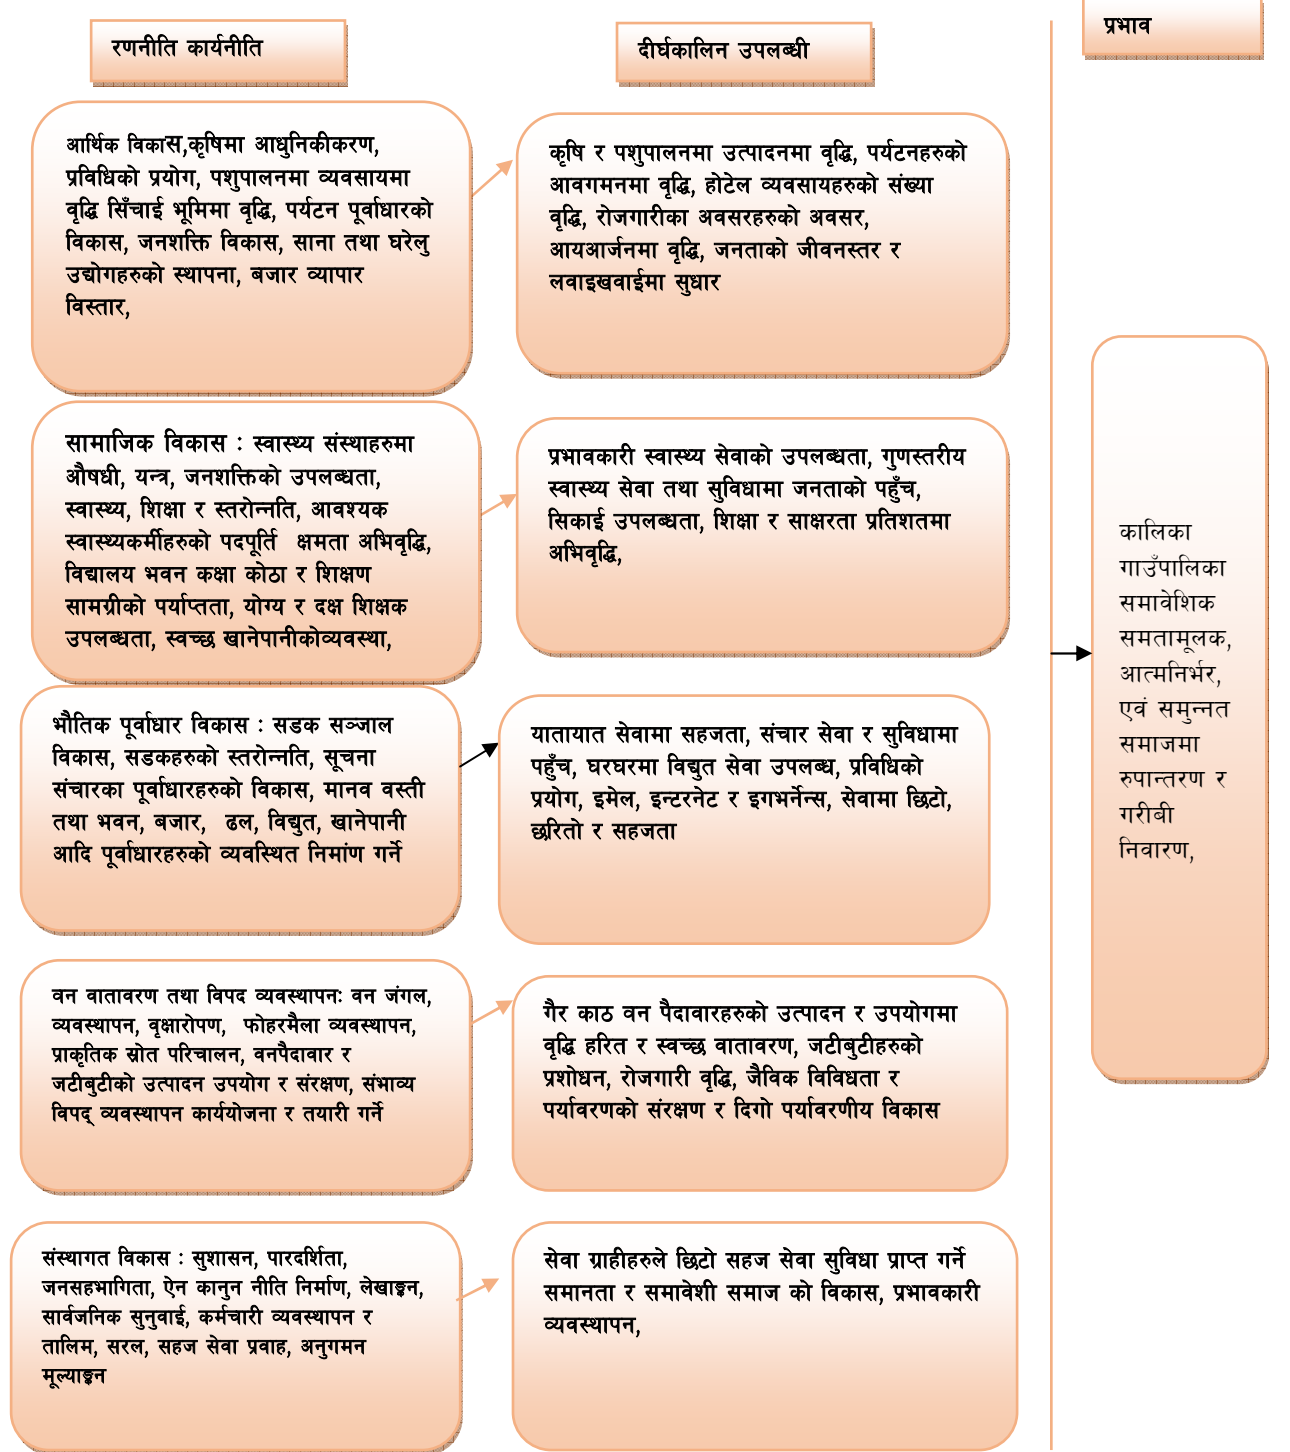 रणनीति कार्यनीति
दीर्घकालिन उपलब्धी
प्रभाव
आर्थिक विकास,कृषिमा आधुनिकीकरण,
प्रविधिको प्रयोग, पशुपालनमा व्यवसायमा
वृद्धि सिँचाई भूमिमा वृद्धि, पर्यटन पूर्वाधारको
विकास, जनशक्ति विकास, साना तथा घरेलु
उद्योगहरुको स्थापना, बजार व्यापार
विस्तार,
कृषि र पशुपालनमा उत्पादनमा वृद्धि, पर्यटनहरुको
आवगमनमा वृद्धि, होटेल व्यवसायहरुको संख्या
वृद्धि, रोजगारीका अवसरहरुको अवसर,
आयआर्जनमा वृद्धि, जनताको जीवनस्तर र
लवाइखवाईमा सुधार
सामाजिक विकास : स्वास्थ्य संस्थाहरुमा
औषधी, यन्त्र, जनशक्तिको उपलब्धता,
स्वास्थ्य, शिक्षा र स्तरोन्नति, आवश्यक
स्वास्थ्यकर्मीहरुको पदपूर्ति क्षमता अभिवृद्धि,
विद्यालय भवन कक्षा कोठा र शिक्षण
सामग्रीको पर्याप्तता, योग्य र दक्ष शिक्षक
उपलब्धता, स्वच्छ खानेपानीकोव्यवस्था,
प्रभावकारी स्वास्थ्य सेवाको उपलब्धता, गुणस्तरीय
स्वास्थ्य सेवा तथा सुविधामा जनताको पहुँच,
सिकाई उपलब्धता, शिक्षा र साक्षरता प्रतिशतमा
अभिवृद्धि,
भौतिक पूर्वाधार विकास : सडक सञ्जाल
विकास, सडकहरुको स्तरोन्नति, सूचना
संचारका पूर्वाधारहरुको विकास, मानव वस्ती
तथा भवन, बजार, ढल, विद्युत, खानेपानी
आदि पूर्वाधारहरुको व्यवस्थित निमांण गर्ने
यातायात सेवामा सहजता, संचार सेवा र सुविधामा
पहुँच, घरघरमा विद्युत सेवा उपलब्ध, प्रविधिको
प्रयोग, इमेल, इन्टरनेट र इगभर्नेन्स, सेवामा छिटो,
छरितो र सहजता
वन वातावरण तथा विपद व्यवस्थापनः वन जंगल,
व्यवस्थापन, वृक्षारोपण, फोहरमैला व्यवस्थापन,
प्राकृतिक स्रोत परिचालन, वनपैदावार र
जटीबुटीको उत्पादन उपयोग र संरक्षण, संभाव्य
विपद् व्यवस्थापन कार्ययोजना र तयारी गर्ने
गैर काठ वन पैदावारहरुको उत्पादन र उपयोगमा
वृद्धि हरित र स्वच्छ वातावरण, जटीबुटीहरुको
प्रशोधन, रोजगारी वृद्धि, जैविक विविधता र
पर्यावरणको संरक्षण र दिगो पर्यावरणीय विकास
संस्थागत विकास : सुशासन, पारदर्शिता,
जनसहभागिता, ऐन कानुन नीति निर्माण, लेखाङ्कन,
सार्वजनिक सुनुवाई, कर्मचारी व्यवस्थापन र
तालिम, सरल, सहज सेवा प्रवाह, अनुगमन
मूल्याङ्कन
सेवा ग्राहीहरुले छिटो सहज सेवा सुविधा प्राप्त गर्ने
समानता र समावेशी समाज को विकास, प्रभावकारी
व्यवस्थापन,
कालिका
गाउँपालिका
समावेशिक
समतामूलक,
आत्मनिर्भर,
एवं समुन्नत
समाजमा
रुपान्तरण र
गरीबी
निवारण,